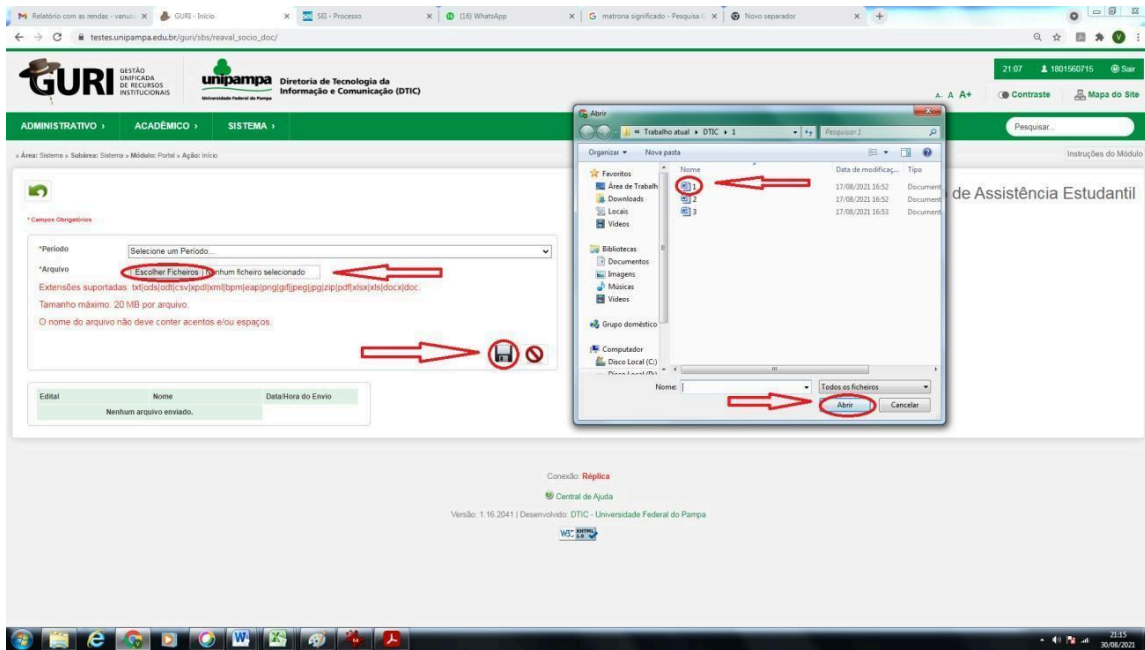 Relatório com as rendas - vanus
GURI - Início
SEI - Processo
(16) WhatsApp
matrona significado - Pesquisa G
Novo separador
testes.unipampa.edu.br/guri/sbs/reaval_socio_doc/
GURI
GESTÃO
UNIFICADA
DE RECURSOS
INSTITUCIONAIS
unipampa
Universidade Federal do Pampa
Diretoria de Tecnologia da
Informação e Comunicação (DTIC)
21:07 1801560715 Sair
A- A A+ Contraste Mapa do Site
ADMINISTRATIVO › ACADÊMICO › SISTEMA ›
Pesquisar...
» Área: Sistema » Subárea: Sistema » Módulo: Portal » Ação: Início
Instruções do Módulo
de Assistência Estudantil
* Campos Obrigatórios
*Período Selecione um Período...
*Arquivo Escolher Ficheiros Nenhum ficheiro selecionado
Extensões suportadas: txt|ods|odt|csv|xpdl|xml|bpm|eap|png|gif|jpeg|jpg|zip|pdf|xlsx|xls|docx|doc.
Tamanho máximo: 20 MB por arquivo.
O nome do arquivo não deve conter acentos e/ou espaços.
Edital Nome Data/Hora do Envio
Nenhum arquivo enviado.
Abrir
« Trabalho atual DTIC 1
Pesquisar 1
Organizar Nova pasta
Nome Data de modificaç... Tipo
1 17/08/2021 16:52 Document
2 17/08/2021 16:52 Document
3 17/08/2021 16:53 Document
Favoritos
Área de Trabalh
Downloads
Locais
Vídeos
Bibliotecas
Documentos
Imagens
Músicas
Vídeos
Grupo doméstico
Computador
Disco Local (C:)
Disco Local (D:)
Nome: Todos os ficheiros
Abrir Cancelar
Conexão: Réplica
Central de Ajuda
Versão: 1.16.2041 | Desenvolvido: DTIC - Universidade Federal do Pampa
W3C XHTML 1.0
21:15
30/08/2021